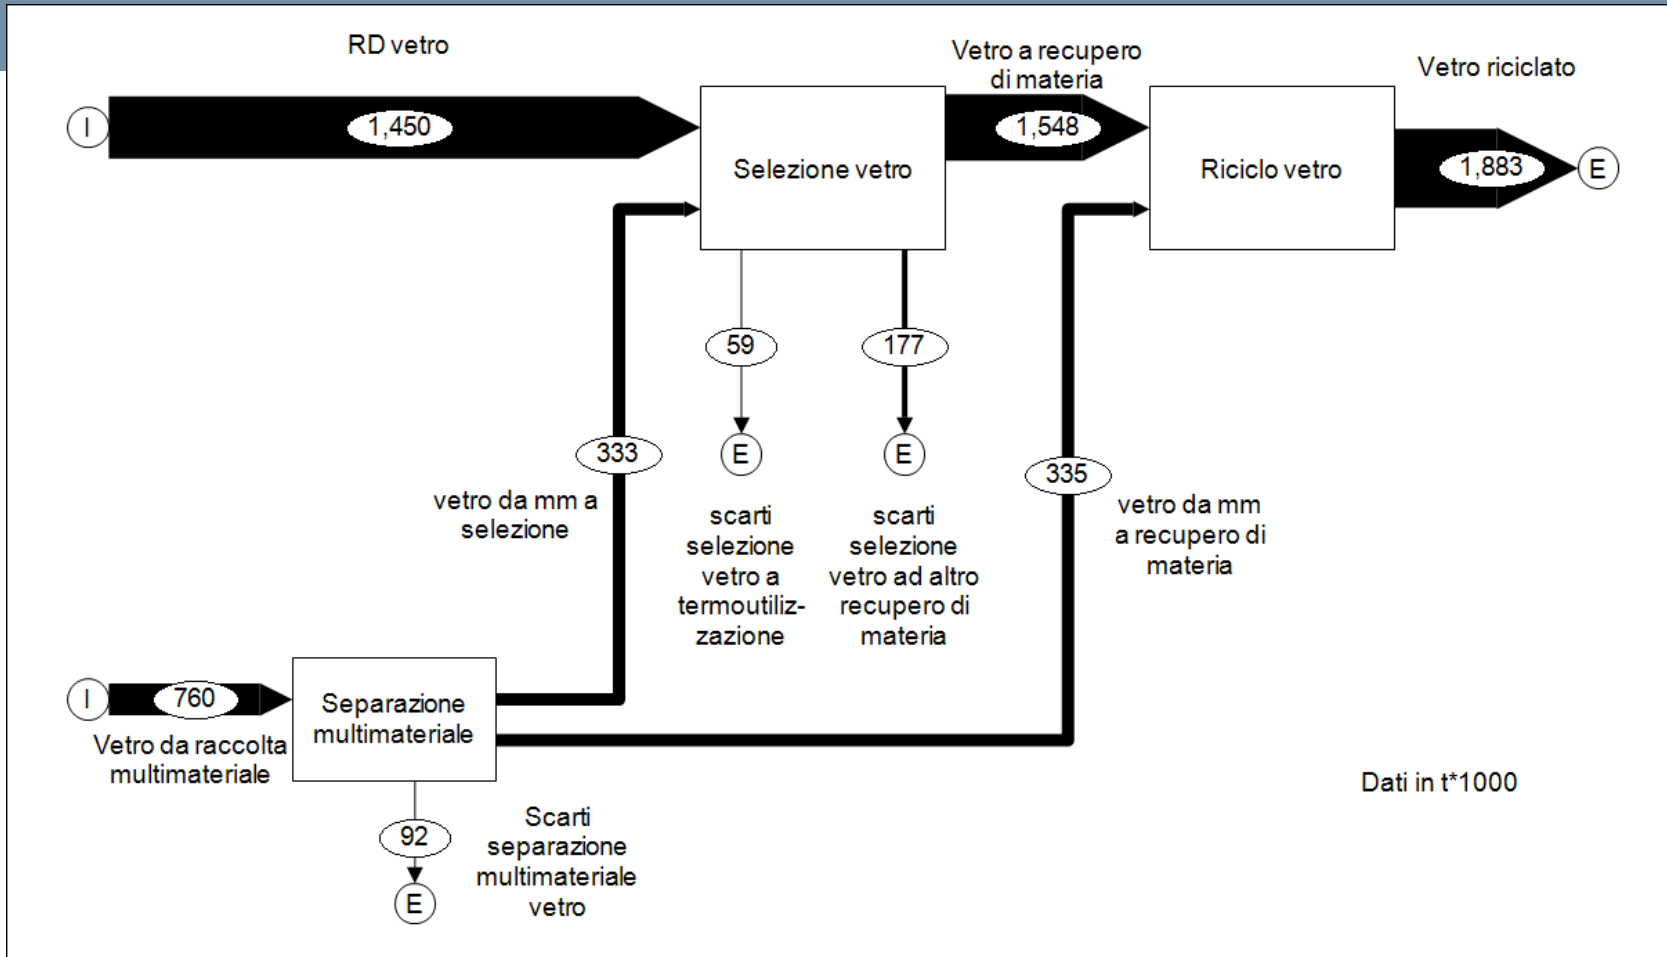 RD vetro
Vetro a recupero
di materia
Vetro riciclato
I
1,450
1,548
1,883
E
Selezione vetro
Riciclo vetro
59
177
333
E
E
335
vetro da mm a
selezione
scarti
selezione
vetro a
termoutiliz-
zazione
scarti
selezione
vetro ad altro
recupero di
materia
vetro da mm
a recupero di
materia
I
760
Separazione
multimateriale
Vetro da raccolta
multimateriale
92
E
Scarti
separazione
multimateriale
vetro
Dati in t*1000